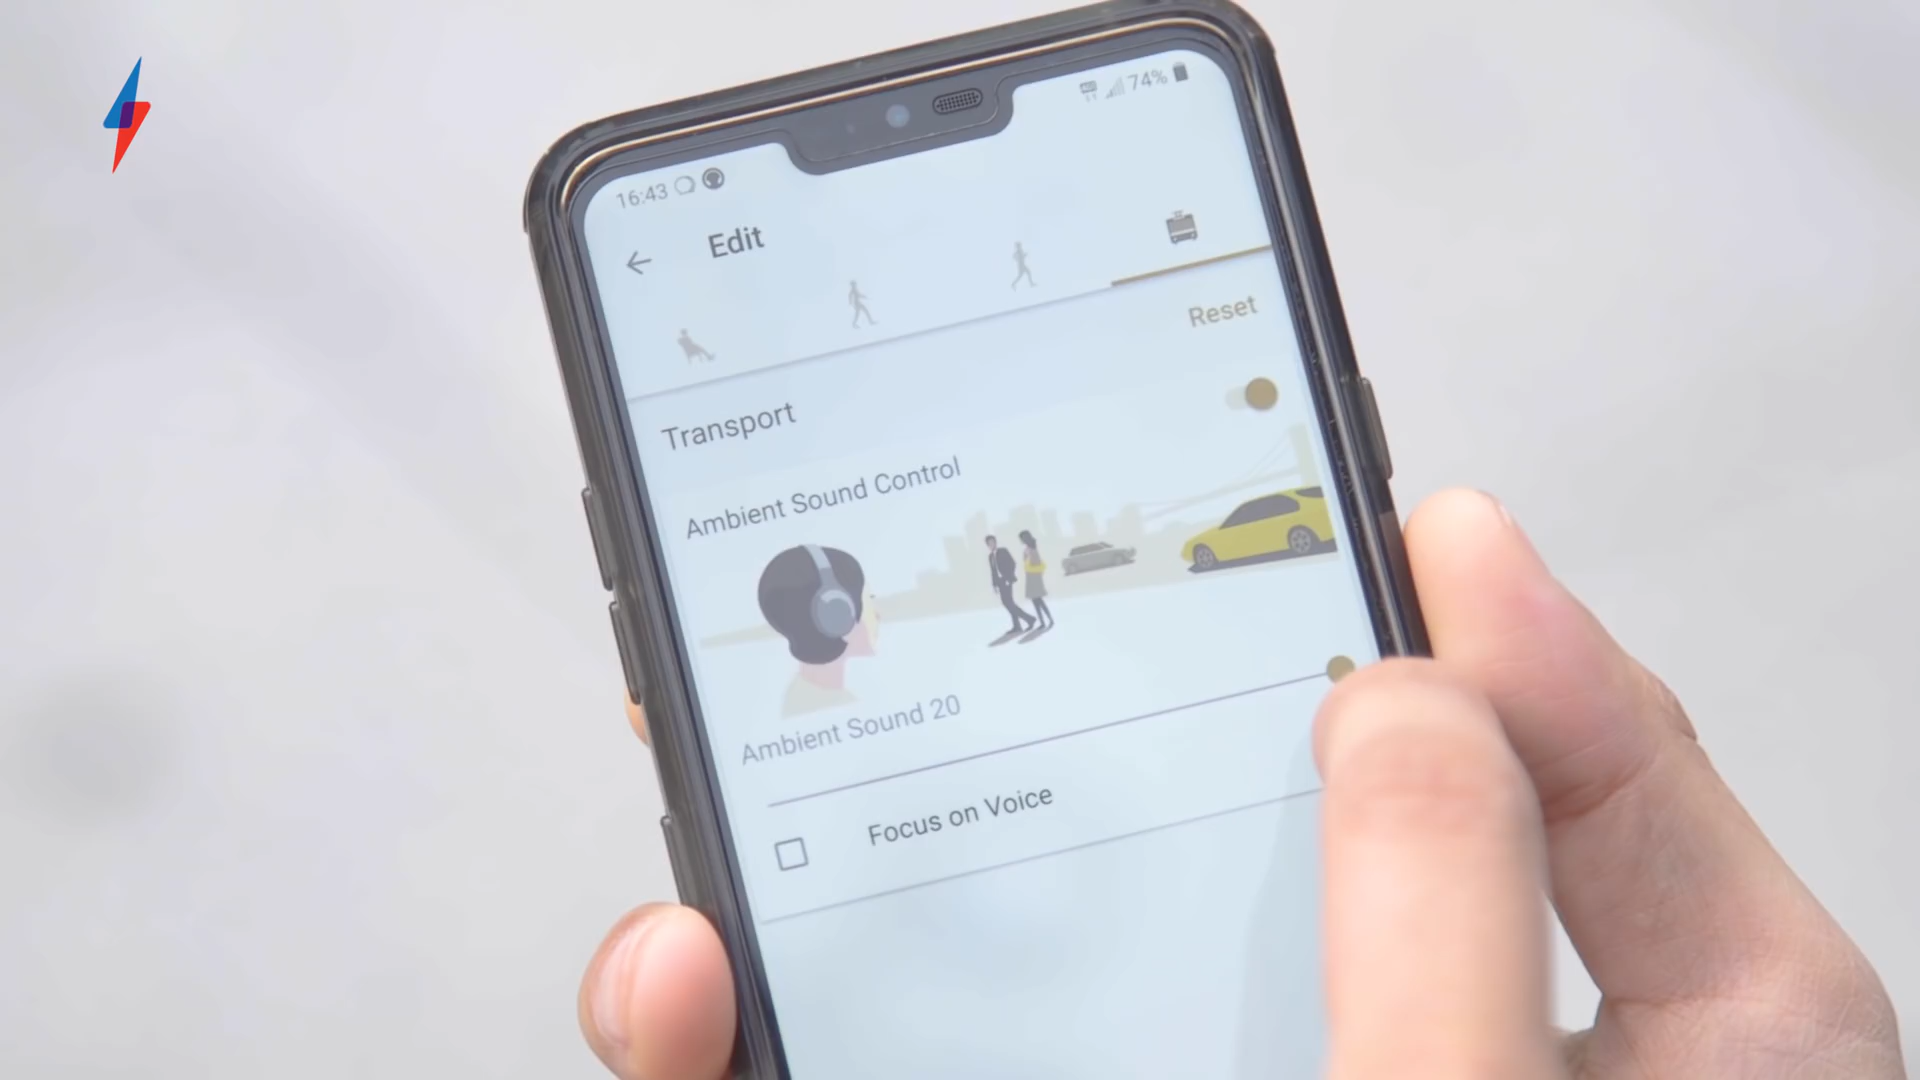 16:43
74%
Edit
Reset
Transport
Ambient Sound Control
Ambient Sound 20
Focus on Voice